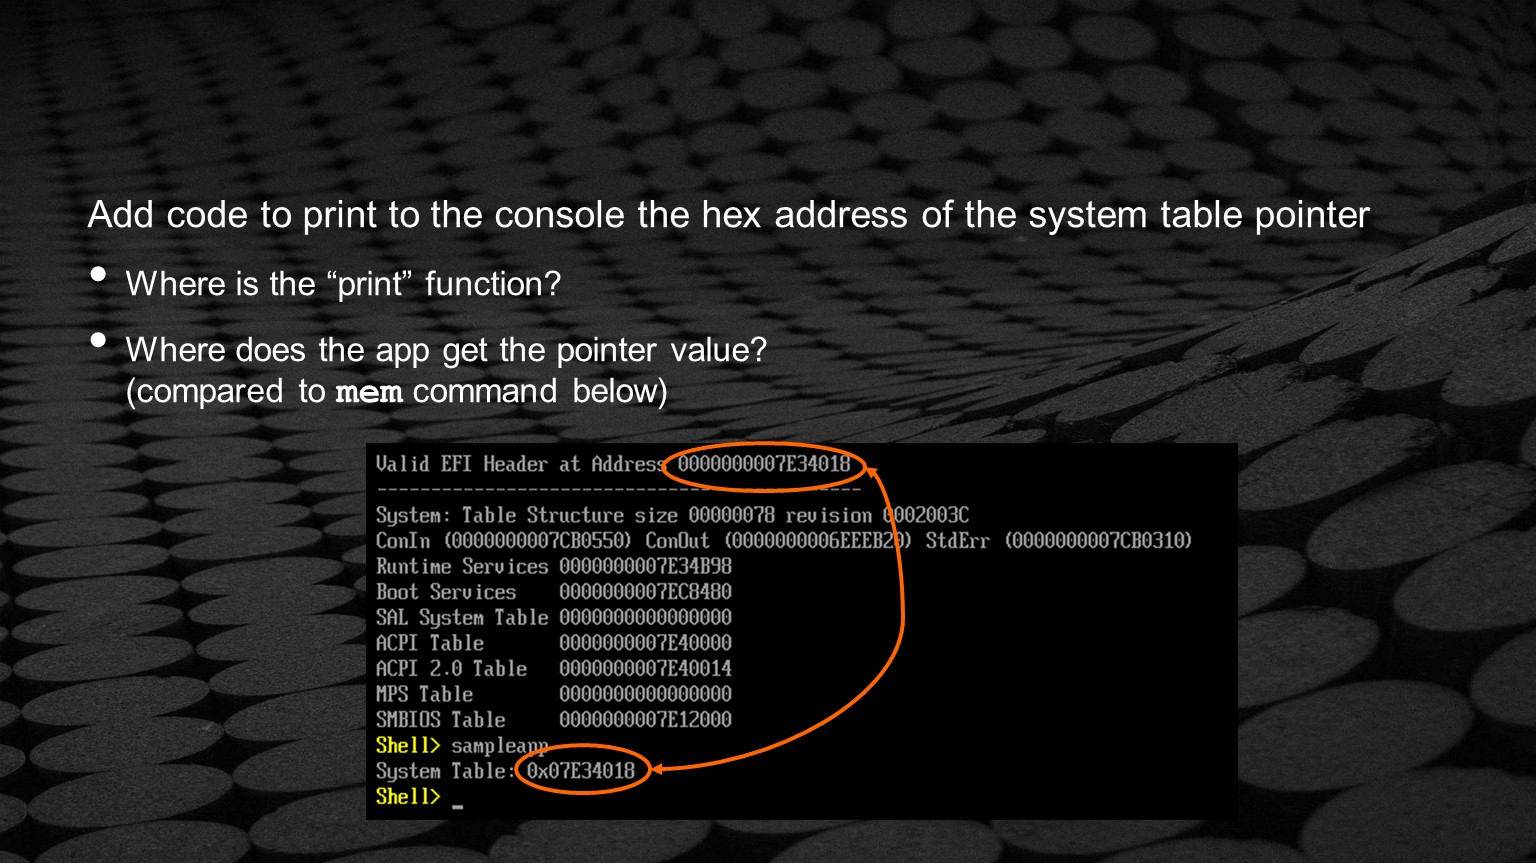 Add code to print to the console the hex address of the system table pointer
• Where is the “print” function?
• Where does the app get the pointer value?
(compared to mem command below)
Valid EFI Header at Address 0000000007E34018
---------------------------------------------
System: Table Structure size 00000078 revision 0002003C
ConIn (0000000007CB0550) ConOut (0000000006EEEB20) StdErr (0000000007CB0310)
Runtime Services 0000000007E34B98
Boot Services 0000000007EC8480
SAL System Table 0000000000000000
ACPI Table 0000000007E40000
ACPI 2.0 Table 0000000007E40014
MPS Table 0000000000000000
SMBIOS Table 0000000007E12000
Shell> sampleapp
System Table: 0x07E34018
Shell> _